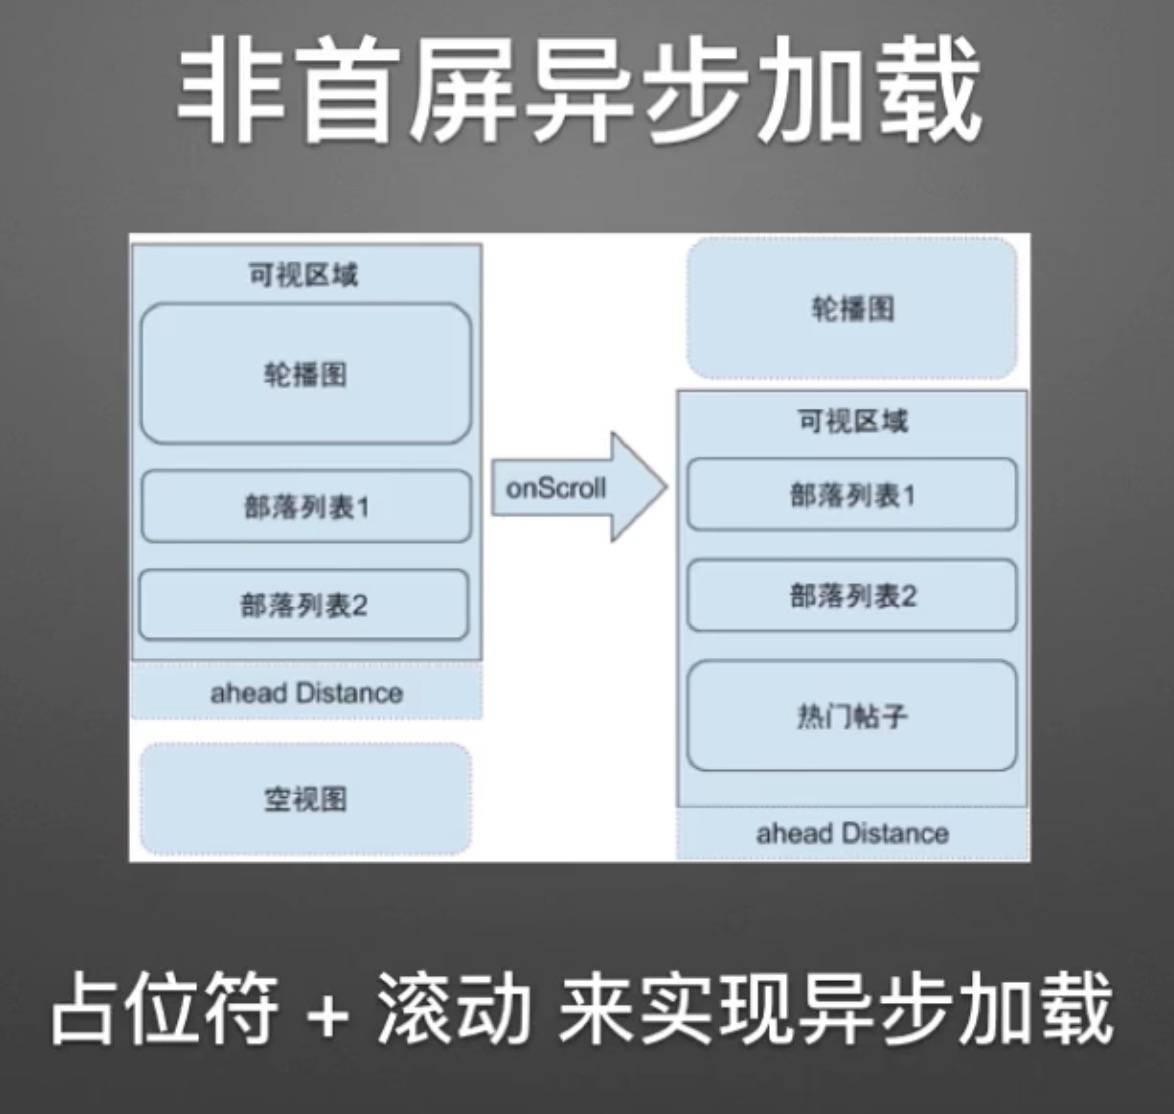 非首屏异步加载
可视区域
轮播图
部落列表1
部落列表2
ahead Distance
空视图
onScroll
轮播图
可视区域
部落列表1
部落列表2
热门帖子
ahead Distance
占位符 + 滚动 来实现异步加载